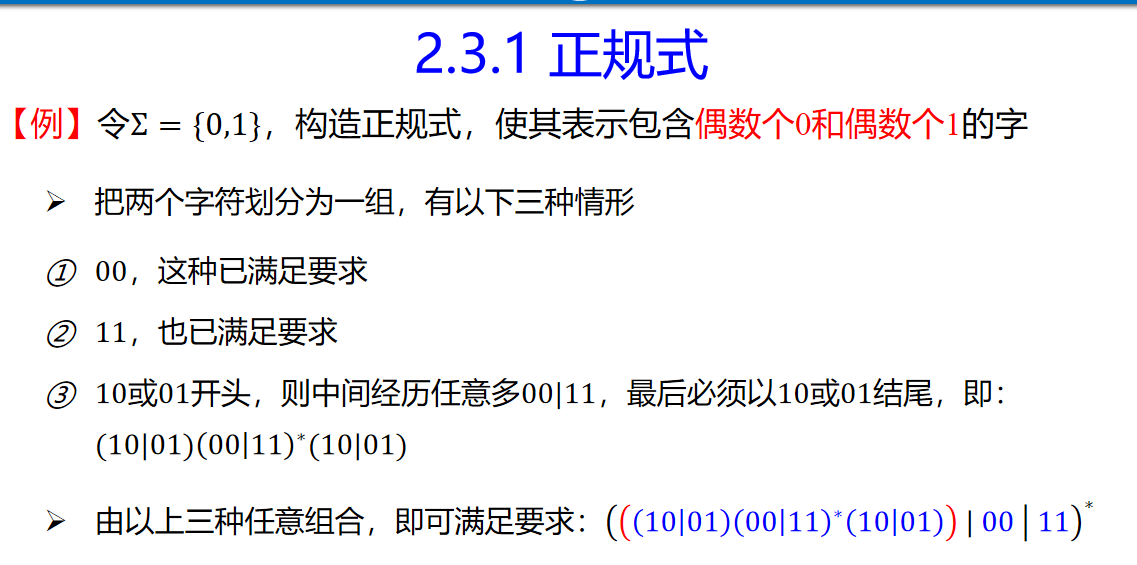 2.3.1 正规式
【例】令Σ = {0,1}，构造正规式，使其表示包含偶数个0和偶数个1的字
➢ 把两个字符划分为一组，有以下三种情形
① 00，这种已满足要求
② 11，也已满足要求
③ 10或01开头，则中间经历任意多00|11，最后必须以10或01结尾，即：
(10|01)(00|11)*(10|01)
➢ 由以上三种任意组合，即可满足要求：(((10|01)(00|11)*(10|01)) | 00 | 11)*